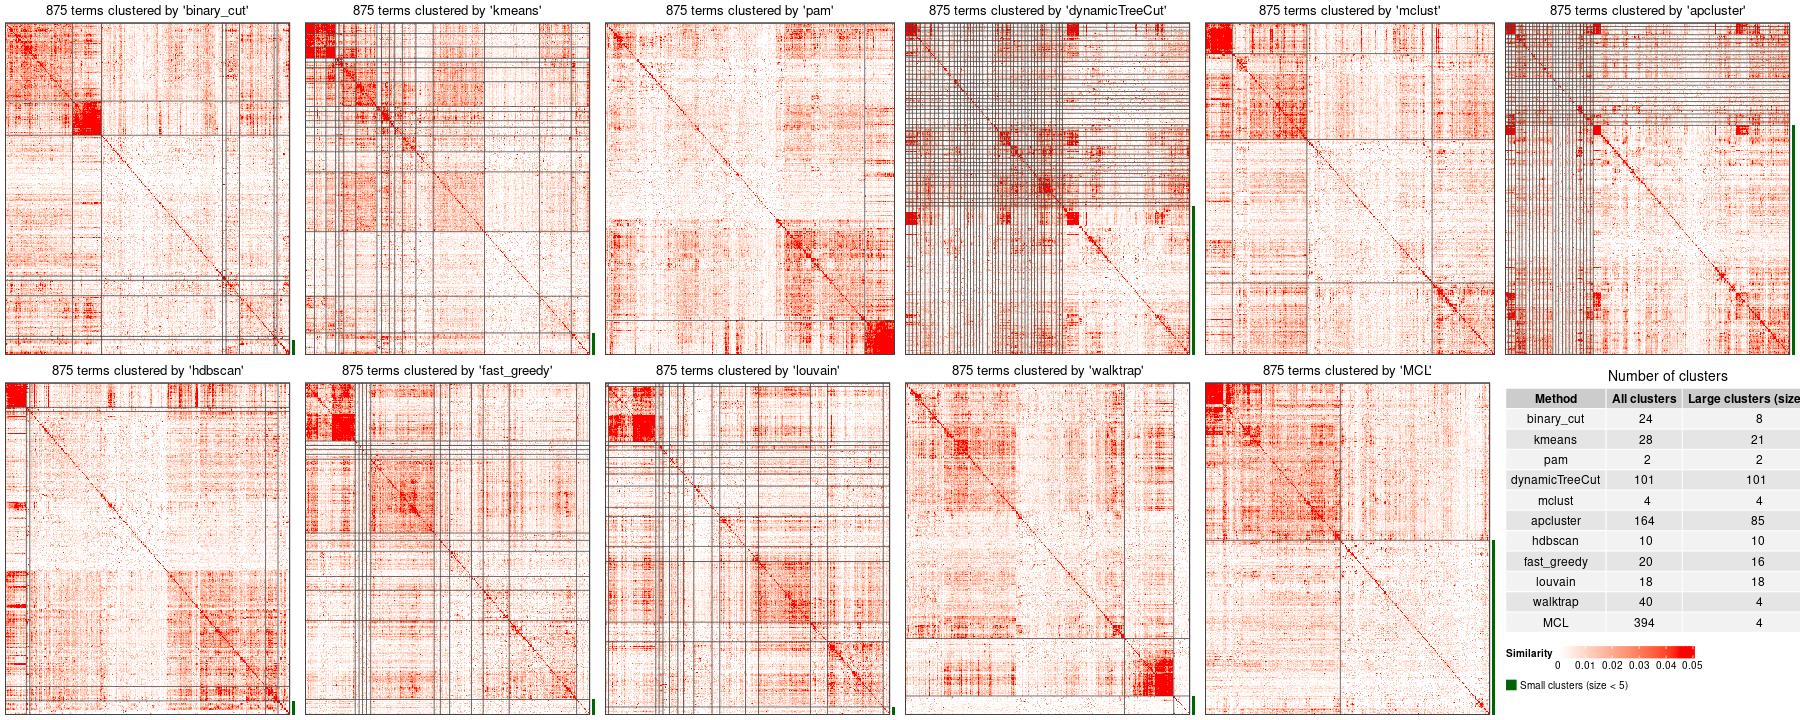 875 terms clustered by 'binary_cut'
875 terms clustered by 'kmeans'
875 terms clustered by 'pam'
875 terms clustered by 'dynamicTreeCut'
875 terms clustered by 'mclust'
875 terms clustered by 'apcluster'
875 terms clustered by 'hdbscan'
875 terms clustered by 'fast_greedy'
875 terms clustered by 'louvain'
875 terms clustered by 'walktrap'
875 terms clustered by 'MCL'
Number of clusters
Method All clusters Large clusters (size
binary_cut 24 8
kmeans 28 21
pam 2 2
dynamicTreeCut 101 101
mclust 4 4
apcluster 164 85
hdbscan 10 10
fast_greedy 20 16
louvain 18 18
walktrap 40 4
MCL 394 4
Similarity
0 0.01 0.02 0.03 0.04 0.05
Small clusters (size < 5)